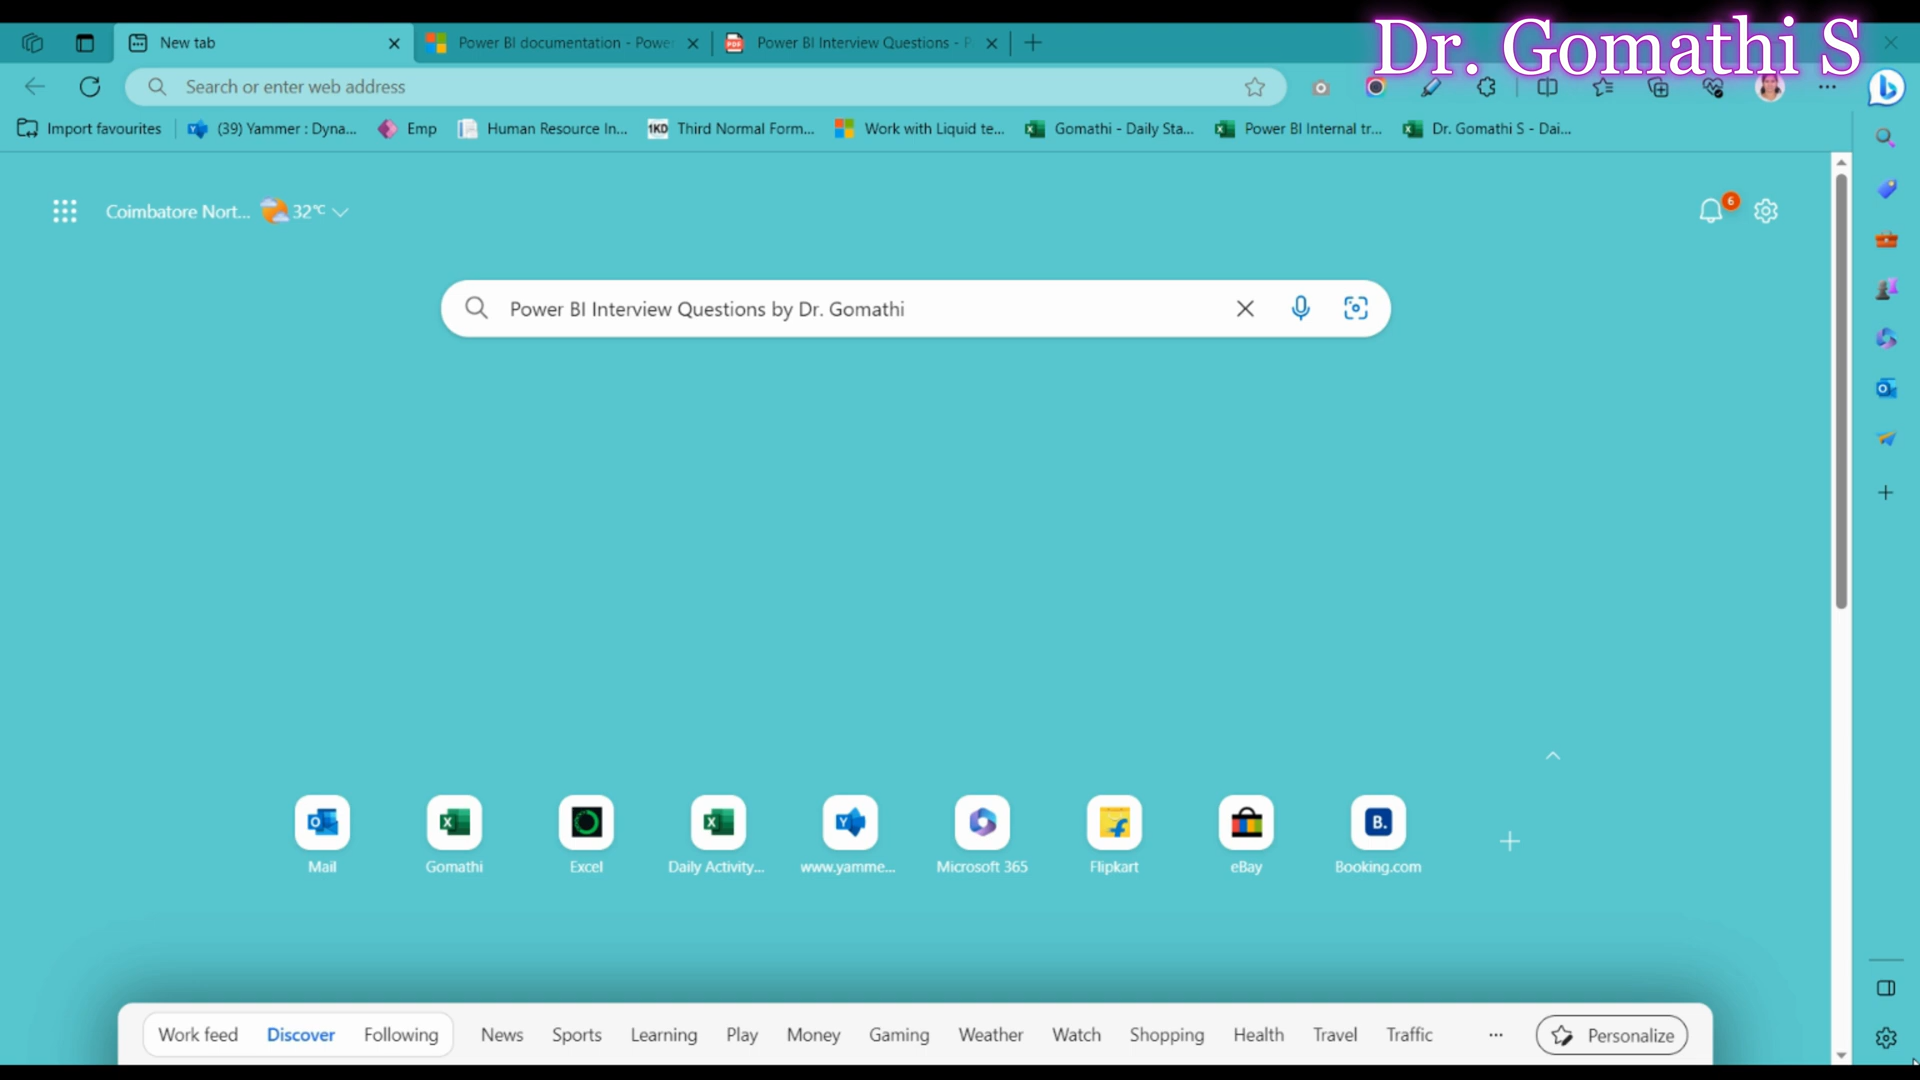 Dr. Gomathi S
New tab
Power BI documentation - Power
Power BI Interview Questions - P
Search or enter web address
Import favourites
(39) Yammer : Dyna...
Emp
Human Resource In...
1KD
Third Normal Form...
Work with Liquid te...
Gomathi - Daily Sta...
Power BI Internal tr...
Dr. Gomathi S - Dai...
Coimbatore Nort...
32°C
6
Power BI Interview Questions by Dr. Gomathi
Mail
Gomathi
Excel
Daily Activity...
www.yamme...
Microsoft 365
Flipkart
eBay
B.
Booking.com
Work feed
Discover
Following
News
Sports
Learning
Play
Money
Gaming
Weather
Watch
Shopping
Health
Travel
Traffic
...
Personalize